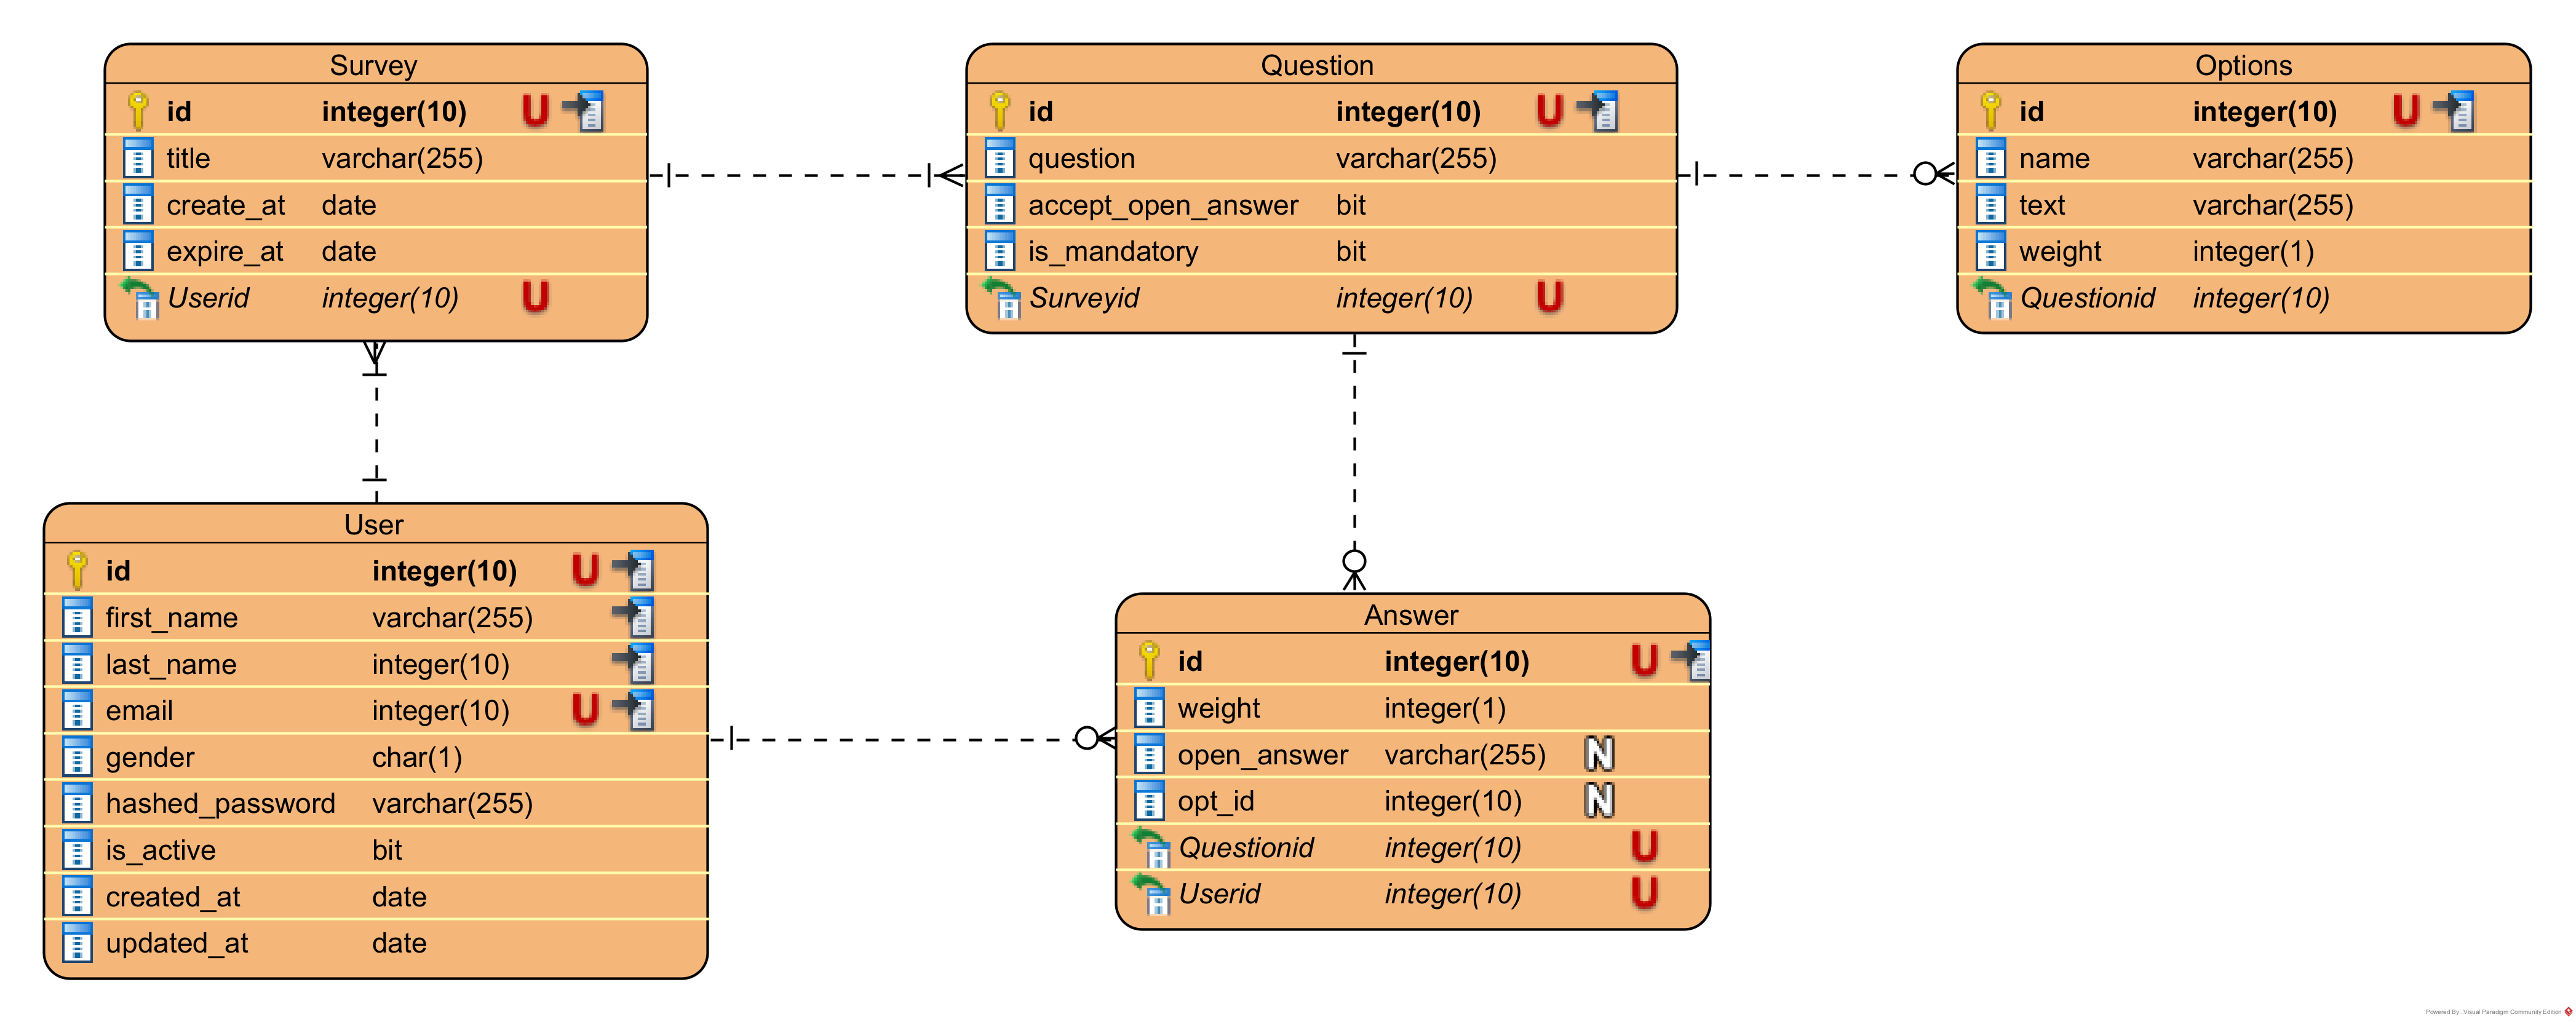 Survey
id integer(10) U
title varchar(255)
create_at date
expire_at date
Userid integer(10) U
Question
id integer(10) U
question varchar(255)
accept_open_answer bit
is_mandatory bit
Surveyid integer(10) U
Options
id integer(10) U
name varchar(255)
text varchar(255)
weight integer(1)
Questionid integer(10)
User
id integer(10) U
first_name varchar(255)
last_name integer(10)
email integer(10) U
gender char(1)
hashed_password varchar(255)
is_active bit
created_at date
updated_at date
Answer
id integer(10) U
weight integer(1)
open_answer varchar(255) N
opt_id integer(10) N
Questionid integer(10) U
Userid integer(10) U
Powered By: Visual Paradigm Community Edition